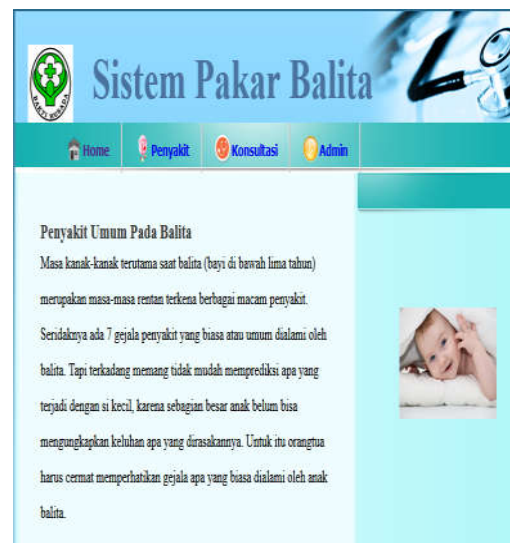 Sistem Pakar Balita
BAKTI HUSADA
Home Penyakit Konsultasi Admin
Penyakit Umum Pada Balita
Masa kanak-kanak terutama saat balita (bayi di bawah lima tahun)
merupakan masa-masa rentan terkena berbagai macam penyakit.
Seridaknya ada 7 gejala penyakit yang biasa atau umum dialami oleh
balita. Tapi terkadang memang tidak mudah memprediksi apa yang
terjadi dengan si kecil, karena sebagian besar anak belum bisa
mengungkapkan keluhan apa yang dirasakannya. Untuk itu orangtua
harus cermat memperhatikan gejala apa yang biasa dialami oleh anak
balita.